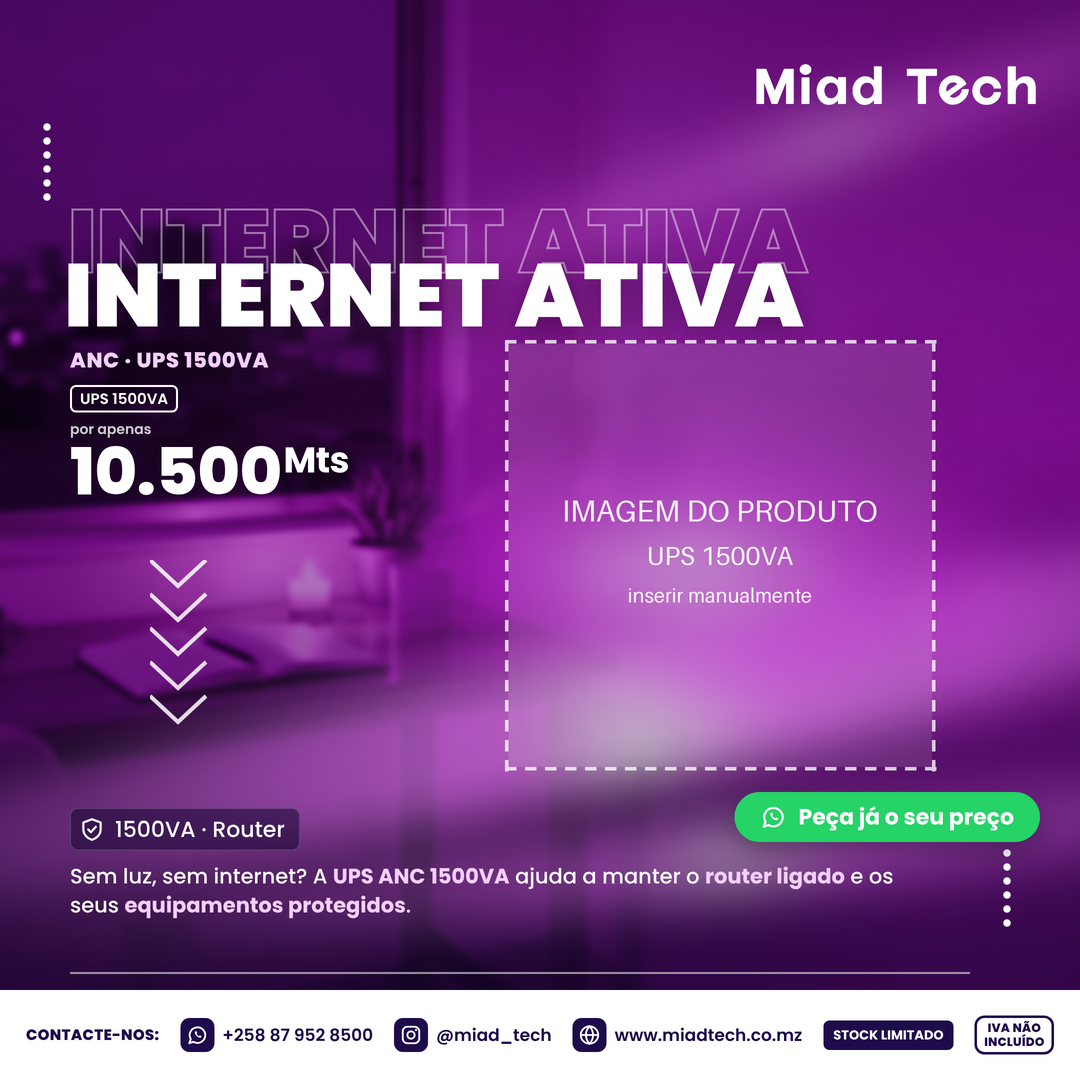 Miad Tech
INTERNET ATIVA
INTERNET ATIVA
ANC · UPS 1500VA
UPS 1500VA
por apenas
10.500Mts
IMAGEM DO PRODUTO
UPS 1500VA
inserir manualmente
Peça já o seu preço
1500VA · Router
Sem luz, sem internet? A UPS ANC 1500VA ajuda a manter o router ligado e os
seus equipamentos protegidos.
CONTACTE-NOS: +258 87 952 8500 @miad_tech www.miadtech.co.mz STOCK LIMITADO
IVA NÃO
INCLUÍDO